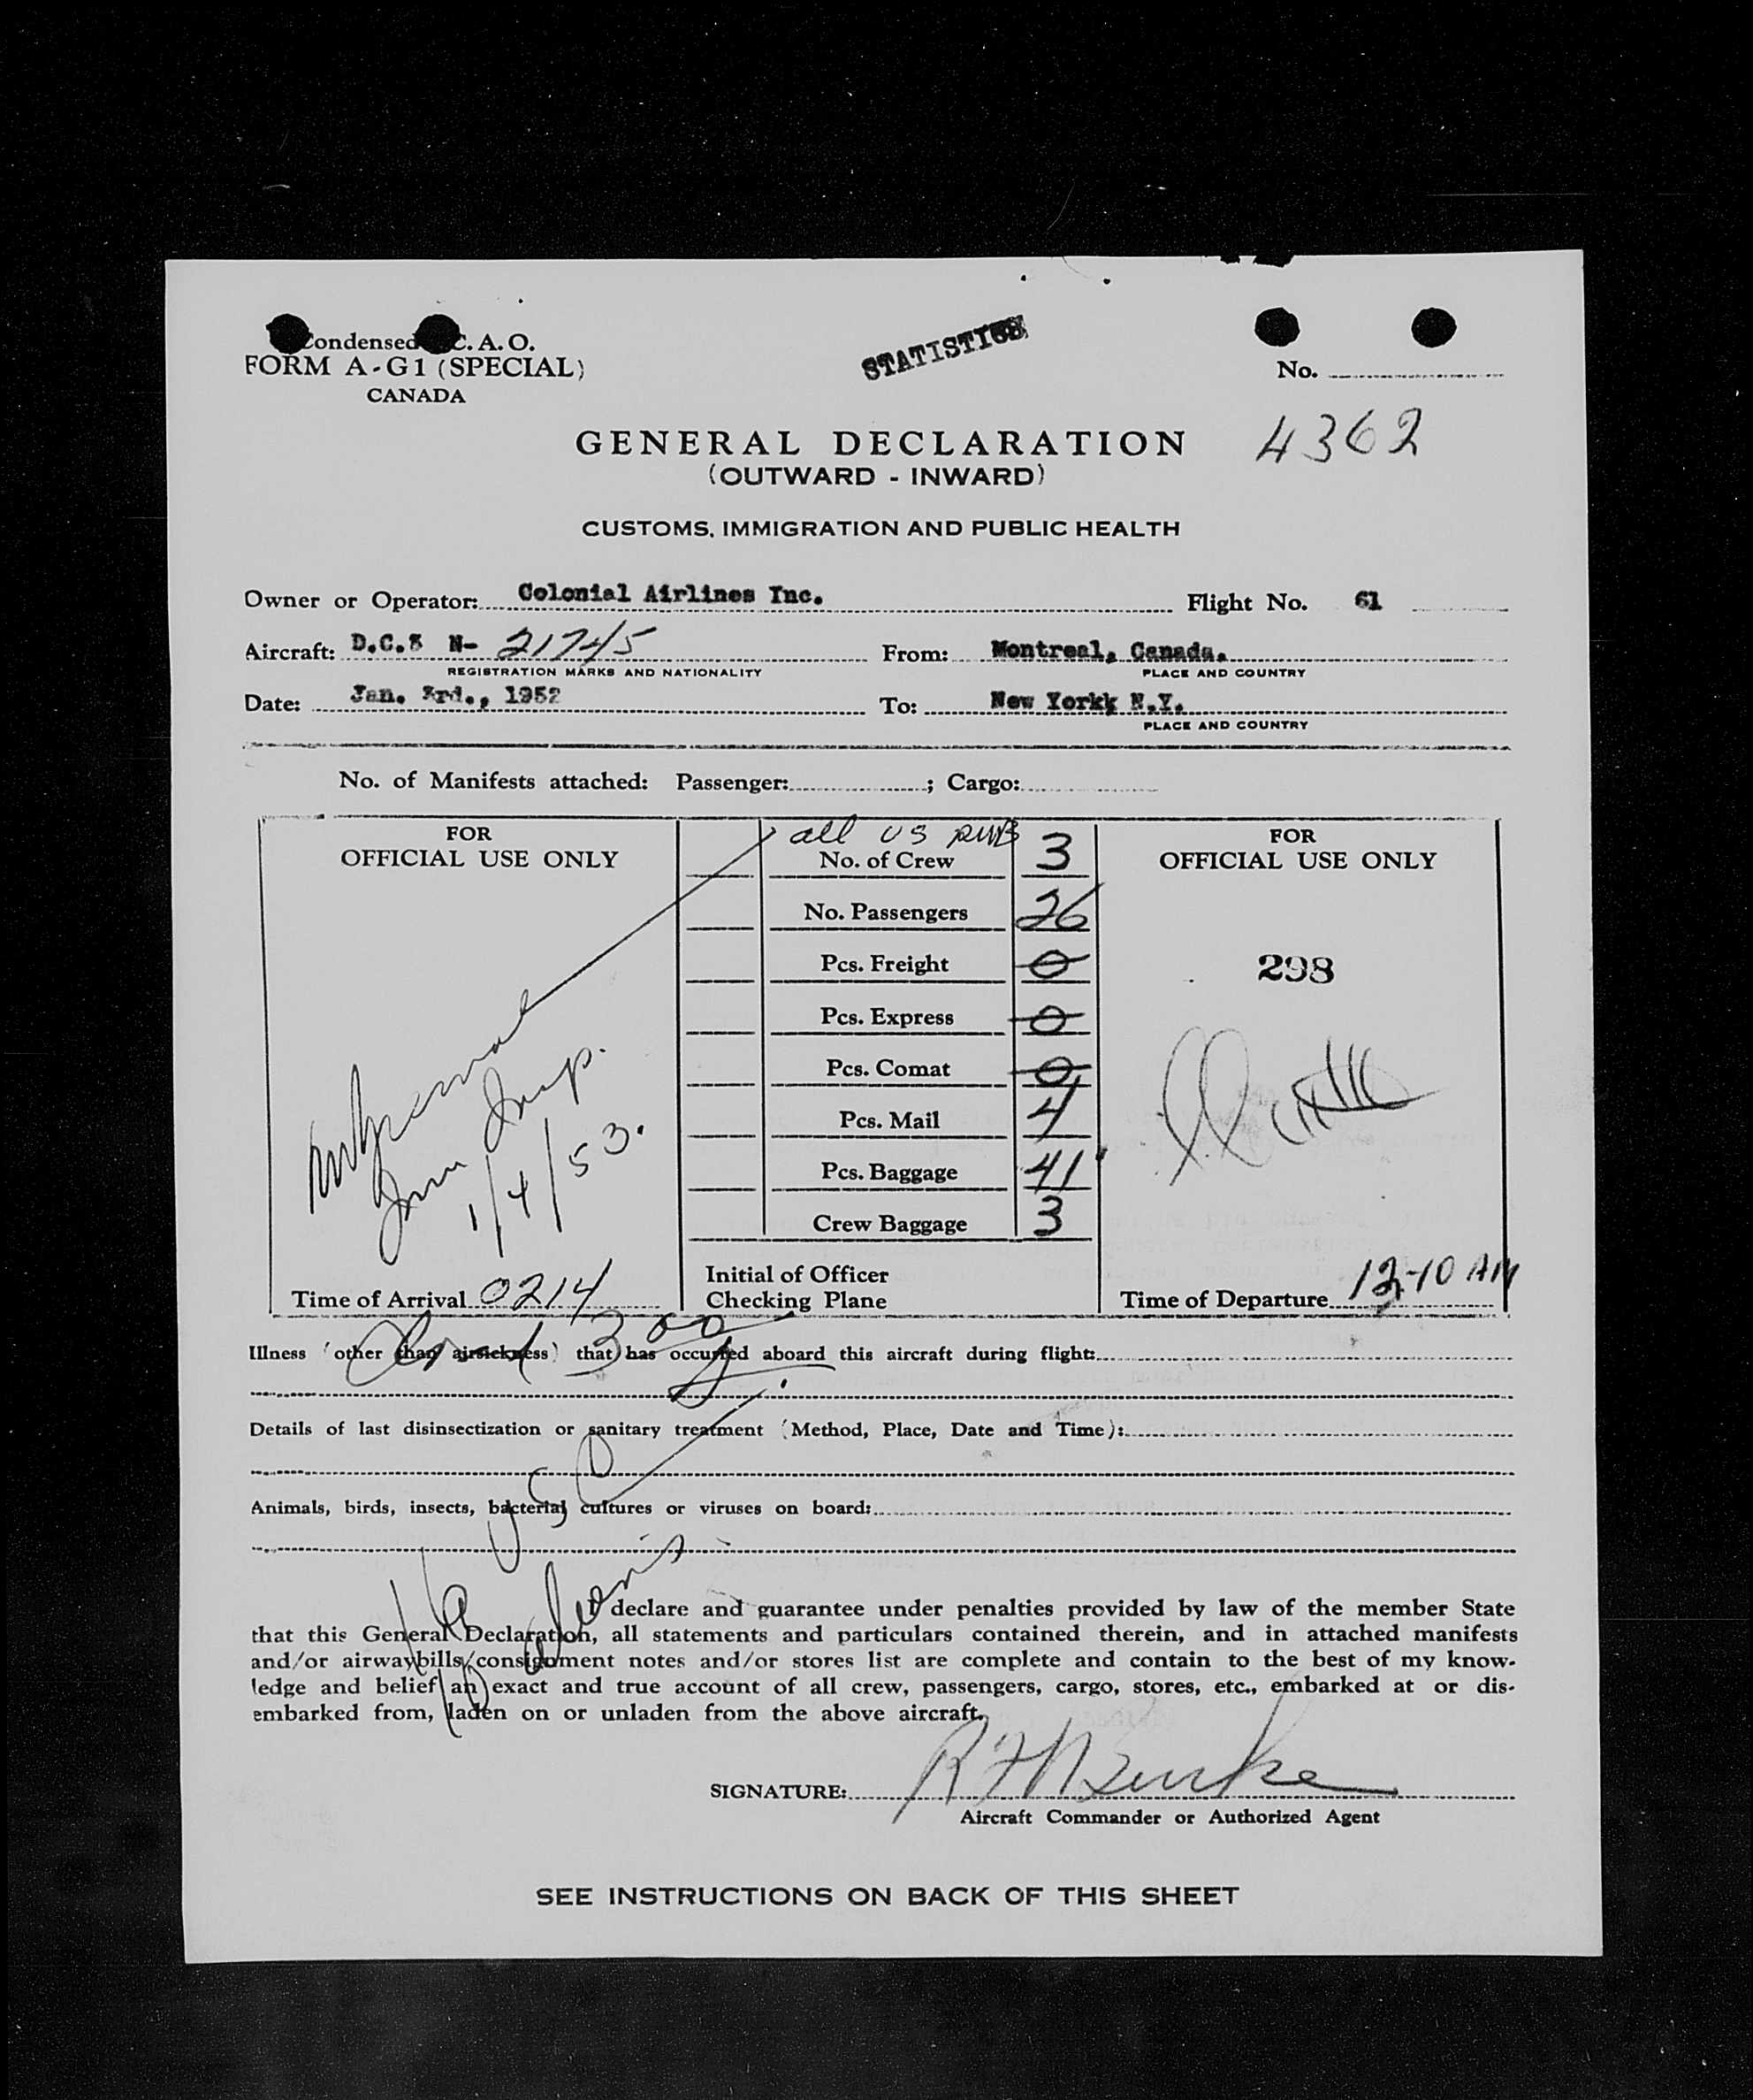 Condensed C. A. O.
FORM A-G1 (SPECIAL)
CANADA
STATISTICS
No.
4362
GENERAL DECLARATION
(OUTWARD - INWARD)
CUSTOMS, IMMIGRATION AND PUBLIC HEALTH
Owner or Operator: Colonial Airlines Inc. Flight No. 61
Aircraft: D.C.3 N- 21745 From: Montreal, Canada.
REGISTRATION MARKS AND NATIONALITY PLACE AND COUNTRY
Date: Jan. 3rd., 1952 To: New Yorkk N.Y.
PLACE AND COUNTRY
No. of Manifests attached: Passenger: ; Cargo:
FOR
OFFICIAL USE ONLY
Imm Insp.
1/4/53.
Time of Arrival 0214
all US
No. of Crew 3
No. Passengers 26
Pcs. Freight 0
Pcs. Express 0
Pcs. Comat 0
Pcs. Mail 4
Pcs. Baggage 41
Crew Baggage 3
Initial of Officer
Checking Plane
FOR
OFFICIAL USE ONLY
298
Time of Departure 12-10 AM
Illness (other than airsickness) that has occurred aboard this aircraft during flight:
300
Details of last disinsectization or sanitary treatment (Method, Place, Date and Time):
Animals, birds, insects, bacterial cultures or viruses on board:
USC
16 aliens
I declare and guarantee under penalties provided by law of the member State
that this General Declaration, all statements and particulars contained therein, and in attached manifests
and/or airwaybills/consignment notes and/or stores list are complete and contain to the best of my know-
ledge and belief an exact and true account of all crew, passengers, cargo, stores, etc., embarked at or dis-
embarked from, laden on or unladen from the above aircraft.
SIGNATURE:
Aircraft Commander or Authorized Agent
SEE INSTRUCTIONS ON BACK OF THIS SHEET